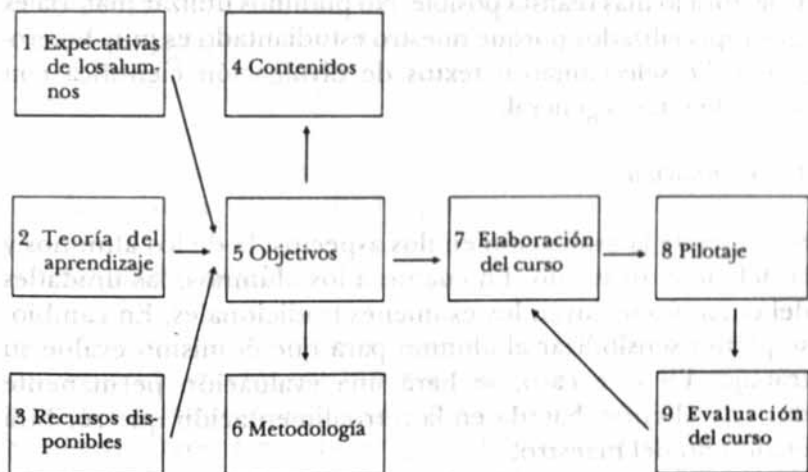 1 Expectativas
de los alum-
nos
4 Contenidos
2 Teoría del
aprendizaje
5 Objetivos
7 Elaboración
del curso
8 Pilotaje
3 Recursos dis-
ponibles
6 Metodología
9 Evaluación
del curso